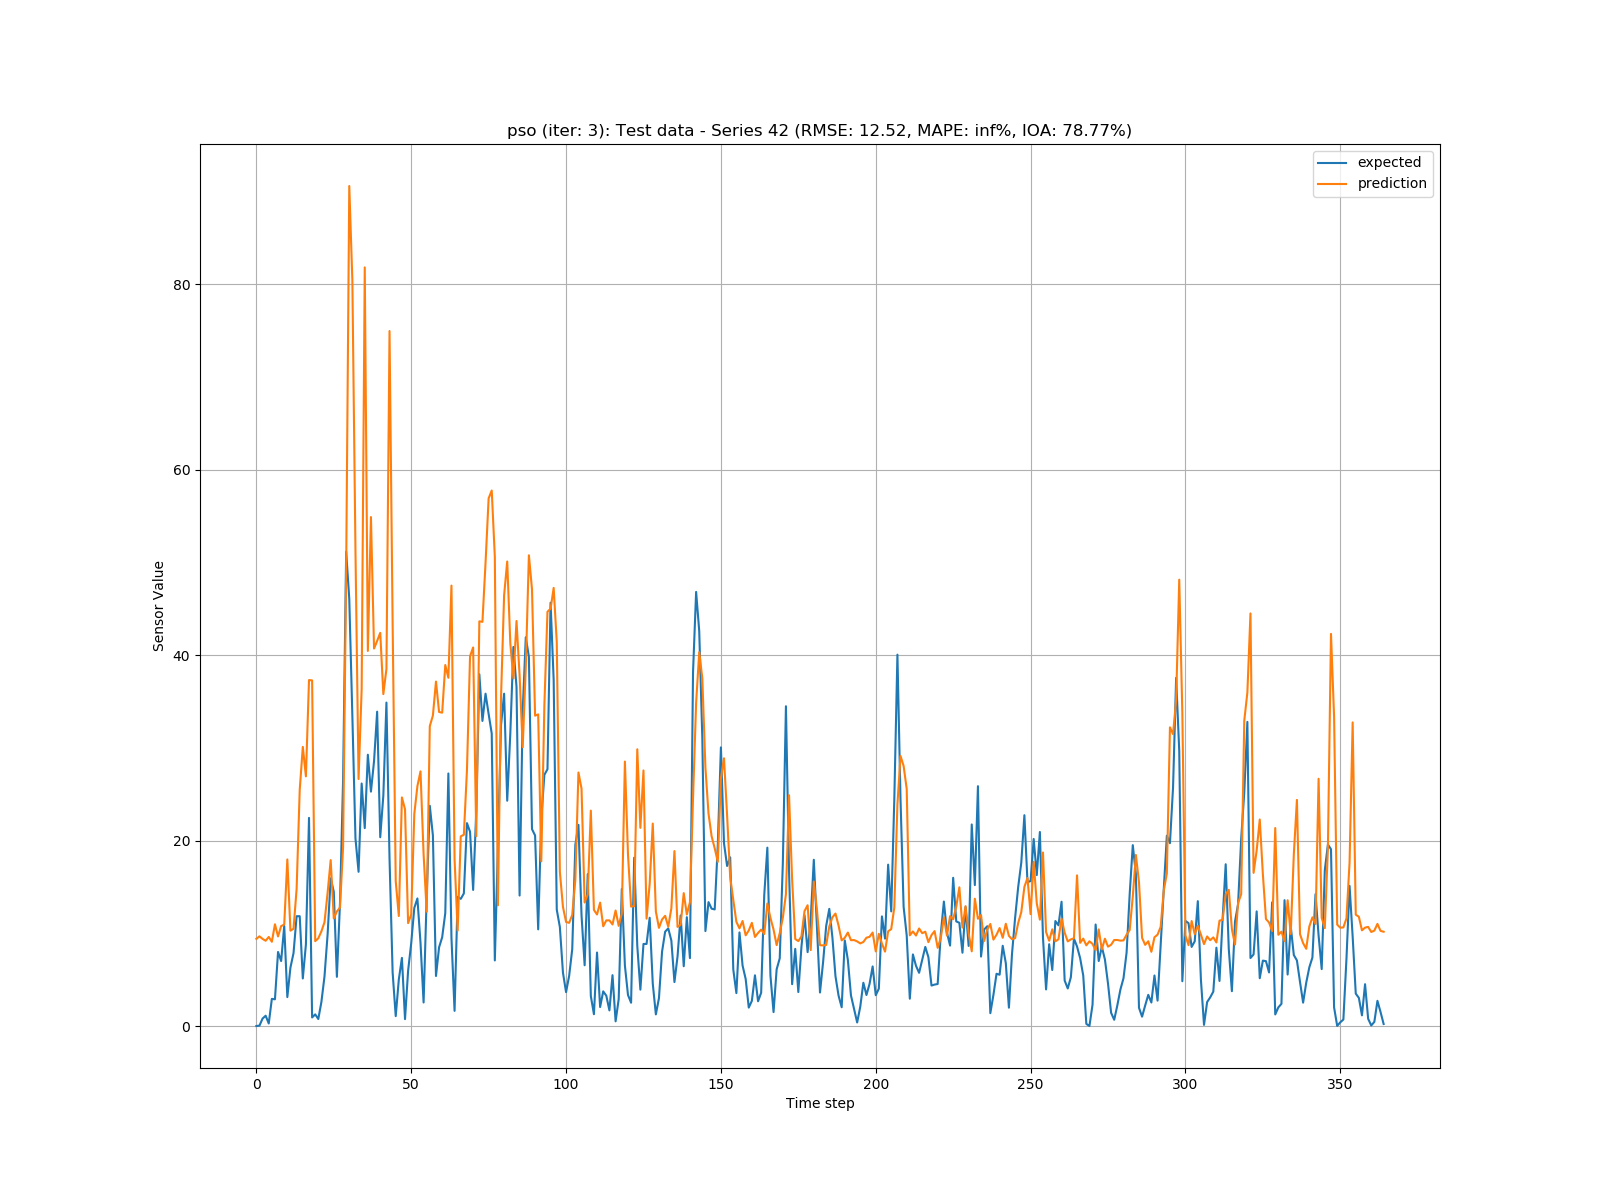 pso (iter: 3): Test data - Series 42 (RMSE: 12.52, MAPE: inf%, IOA: 78.77%)
expected
prediction
80
60
40
20
0
Sensor Value
0 50 100 150 200 250 300 350
Time step